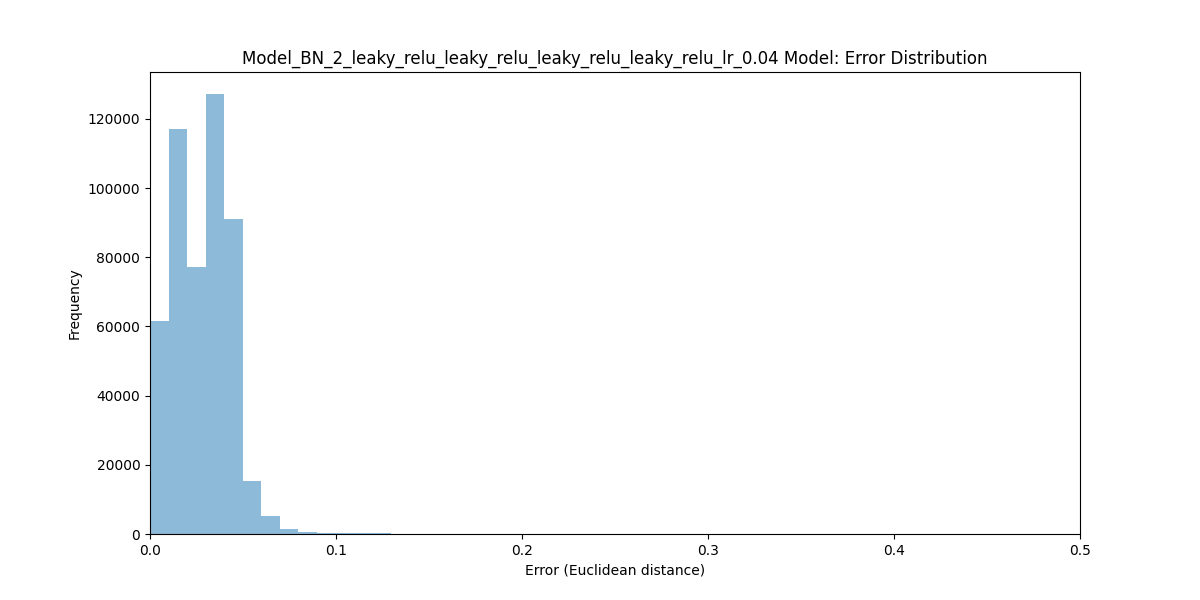 Model_BN_2_leaky_relu_leaky_relu_leaky_relu_leaky_relu_lr_0.04 Model: Error Distribution
120000
100000
80000
60000
40000
20000
0
Frequency
0.0 0.1 0.2 0.3 0.4 0.5
Error (Euclidean distance)